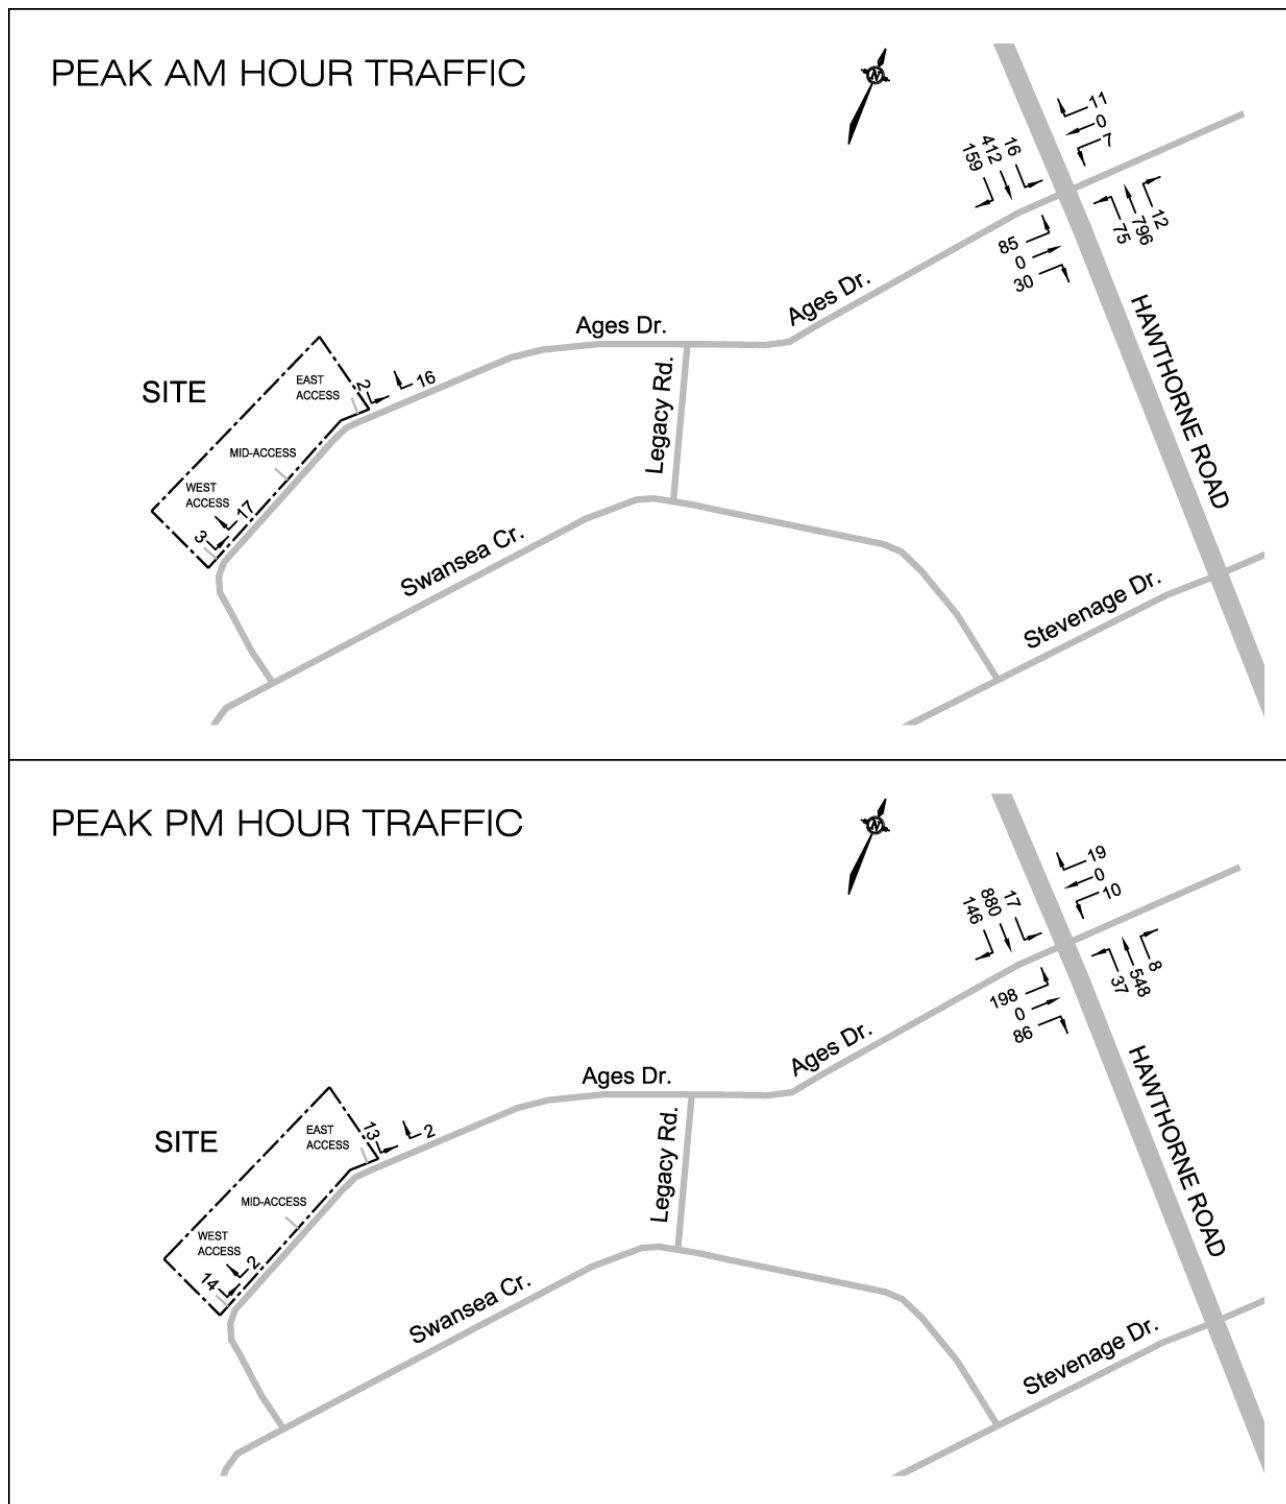 PEAK AM HOUR TRAFFIC
N
11
0
7
16
412
159
12
796
75
85
0
30
Ages Dr.
Ages Dr.
HAWTHORNE ROAD
Legacy Rd.
SITE
EAST
ACCESS
2
16
MID-ACCESS
WEST
ACCESS
17
3
Swansea Cr.
Stevenage Dr.
PEAK PM HOUR TRAFFIC
N
19
0
10
17
880
146
8
548
37
198
0
86
Ages Dr.
Ages Dr.
HAWTHORNE ROAD
Legacy Rd.
SITE
EAST
ACCESS
13
2
MID-ACCESS
WEST
ACCESS
2
14
Swansea Cr.
Stevenage Dr.